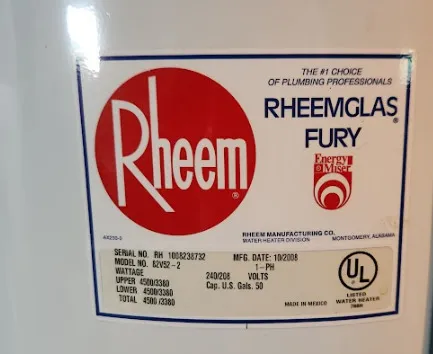 THE #1 CHOICE
OF PLUMBING PROFESSIONALS
Rheem®
RHEEMGLAS®
FURY
Energy
Miser
RHEEM MANUFACTURING CO.
WATER HEATER DIVISION MONTGOMERY, ALABAMA
SERIAL NO. RH 1008238732 MFG. DATE: 10/2008
MODEL NO. 82V52-2 1-PH
WATTAGE 240/208 VOLTS
UPPER 4500/3380 Cap. U.S. Gals. 50
LOWER 4500/3380
TOTAL 4500/3380
UL
LISTED
WATER HEATER
MADE IN MEXICO